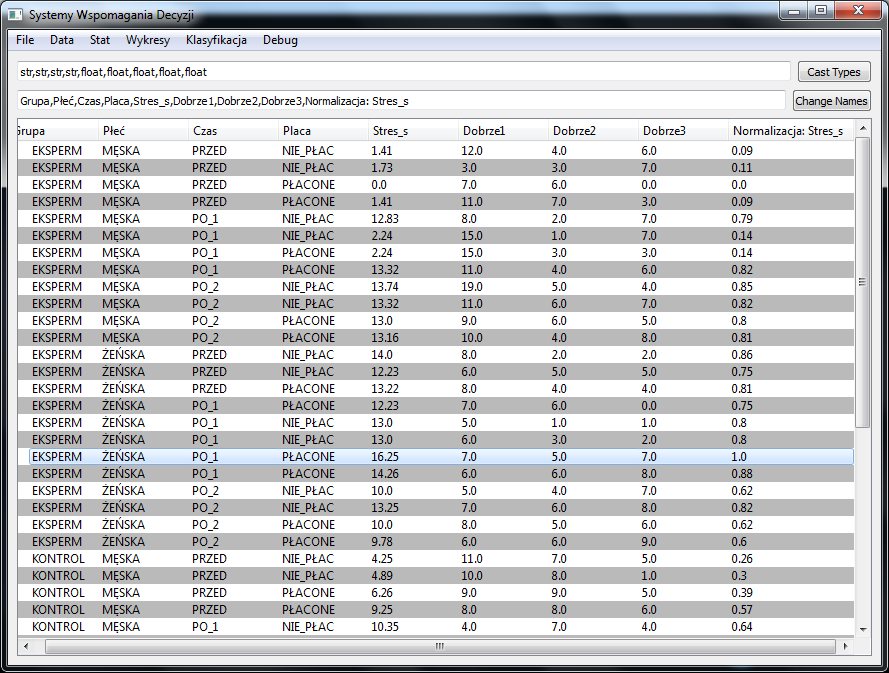 Systemy Wspomagania Decyzji
File Data Stat Wykresy Klasyfikacja Debug
str,str,str,str,float,float,float,float,float Cast Types
Grupa,Płeć,Czas,Placa,Stres_s,Dobrze1,Dobrze2,Dobrze3,Normalizacja: Stres_s Change Names
Grupa Płeć Czas Placa Stres_s Dobrze1 Dobrze2 Dobrze3 Normalizacja: Stres_s
EKSPERM MĘSKA PRZED NIE_PŁAC 1.41 12.0 4.0 6.0 0.09
EKSPERM MĘSKA PRZED NIE_PŁAC 1.73 3.0 3.0 7.0 0.11
EKSPERM MĘSKA PRZED PŁACONE 0.0 7.0 6.0 0.0 0.0
EKSPERM MĘSKA PRZED PŁACONE 1.41 11.0 7.0 3.0 0.09
EKSPERM MĘSKA PO_1 NIE_PŁAC 12.83 8.0 2.0 7.0 0.79
EKSPERM MĘSKA PO_1 NIE_PŁAC 2.24 15.0 1.0 7.0 0.14
EKSPERM MĘSKA PO_1 PŁACONE 2.24 15.0 3.0 3.0 0.14
EKSPERM MĘSKA PO_1 PŁACONE 13.32 11.0 4.0 6.0 0.82
EKSPERM MĘSKA PO_2 NIE_PŁAC 13.74 19.0 5.0 4.0 0.85
EKSPERM MĘSKA PO_2 NIE_PŁAC 13.32 11.0 6.0 7.0 0.82
EKSPERM MĘSKA PO_2 PŁACONE 13.0 9.0 6.0 5.0 0.8
EKSPERM MĘSKA PO_2 PŁACONE 13.16 10.0 4.0 8.0 0.81
EKSPERM ŻEŃSKA PRZED NIE_PŁAC 14.0 8.0 2.0 2.0 0.86
EKSPERM ŻEŃSKA PRZED NIE_PŁAC 12.23 6.0 5.0 5.0 0.75
EKSPERM ŻEŃSKA PRZED PŁACONE 13.22 8.0 4.0 4.0 0.81
EKSPERM ŻEŃSKA PO_1 PŁACONE 12.23 7.0 6.0 0.0 0.75
EKSPERM ŻEŃSKA PO_1 NIE_PŁAC 13.0 5.0 1.0 1.0 0.8
EKSPERM ŻEŃSKA PO_1 NIE_PŁAC 13.0 6.0 3.0 2.0 0.8
EKSPERM ŻEŃSKA PO_1 PŁACONE 16.25 7.0 5.0 7.0 1.0
EKSPERM ŻEŃSKA PO_1 PŁACONE 14.26 6.0 6.0 8.0 0.88
EKSPERM ŻEŃSKA PO_2 NIE_PŁAC 10.0 5.0 4.0 7.0 0.62
EKSPERM ŻEŃSKA PO_2 NIE_PŁAC 13.25 7.0 6.0 8.0 0.82
EKSPERM ŻEŃSKA PO_2 PŁACONE 10.0 8.0 5.0 6.0 0.62
EKSPERM ŻEŃSKA PO_2 PŁACONE 9.78 6.0 6.0 9.0 0.6
KONTROL MĘSKA PRZED NIE_PŁAC 4.25 11.0 7.0 5.0 0.26
KONTROL MĘSKA PRZED NIE_PŁAC 4.89 10.0 8.0 1.0 0.3
KONTROL MĘSKA PRZED PŁACONE 6.26 9.0 9.0 5.0 0.39
KONTROL MĘSKA PRZED PŁACONE 9.25 8.0 8.0 6.0 0.57
KONTROL MĘSKA PO_1 NIE_PŁAC 10.35 4.0 7.0 4.0 0.64